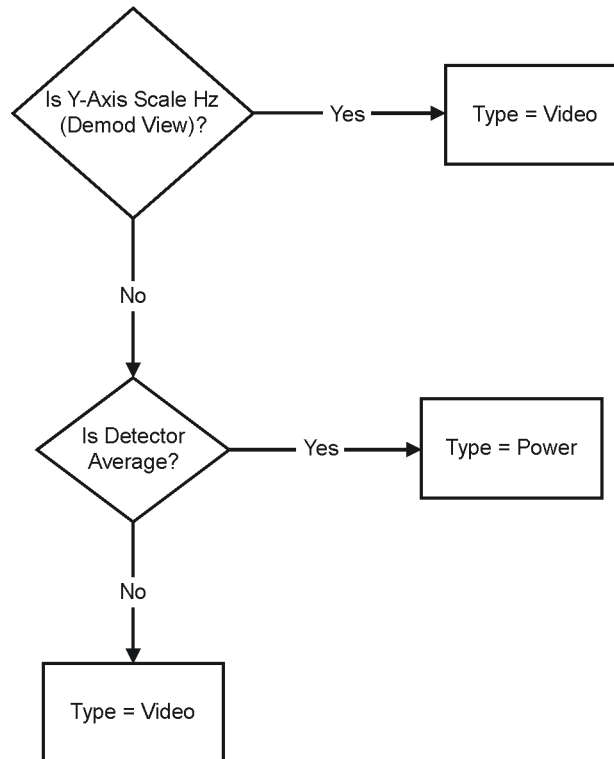 Is Y-Axis Scale Hz
(Demod View)?
Yes
Type = Video
No
Is Detector
Average?
Yes
Type = Power
No
Type = Video